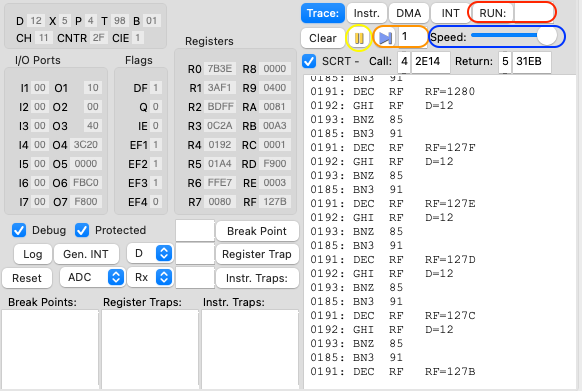 D 12 X 5 P 4 T 98 B 01
CH 11 CNTR 2F CIE 1
I/O Ports
I1 00 O1 10
I2 00 O2 00
I3 00 O3 40
I4 00 O4 3C20
I5 00 O5 0000
I6 00 O6 FBC0
I7 00 O7 F800
Flags
DF 1
Q 0
IE 0
EF1 1
EF2 1
EF3 1
EF4 0
Registers
R0 7B3E R8 0000
R1 3AF1 R9 0400
R2 BDFF RA 0081
R3 0C2A RB 00A3
R4 0192 RC 0001
R5 01A4 RD F900
R6 FFE7 RE 0003
R7 0080 RF 127B
Debug Protected Break Point
Log Gen. INT D Register Trap
Reset ADC Rx Instr. Traps:
Break Points: Register Traps: Instr. Traps:
Trace: Instr. DMA INT RUN:
Clear 1 Speed:
SCRT - Call: 4 2E14 Return: 5 31EB
0185: BN3 91
0191: DEC RF RF=1280
0192: GHI RF D=12
0193: BNZ 85
0185: BN3 91
0191: DEC RF RF=127F
0192: GHI RF D=12
0193: BNZ 85
0185: BN3 91
0191: DEC RF RF=127E
0192: GHI RF D=12
0193: BNZ 85
0185: BN3 91
0191: DEC RF RF=127D
0192: GHI RF D=12
0193: BNZ 85
0185: BN3 91
0191: DEC RF RF=127C
0192: GHI RF D=12
0193: BNZ 85
0185: BN3 91
0191: DEC RF RF=127B